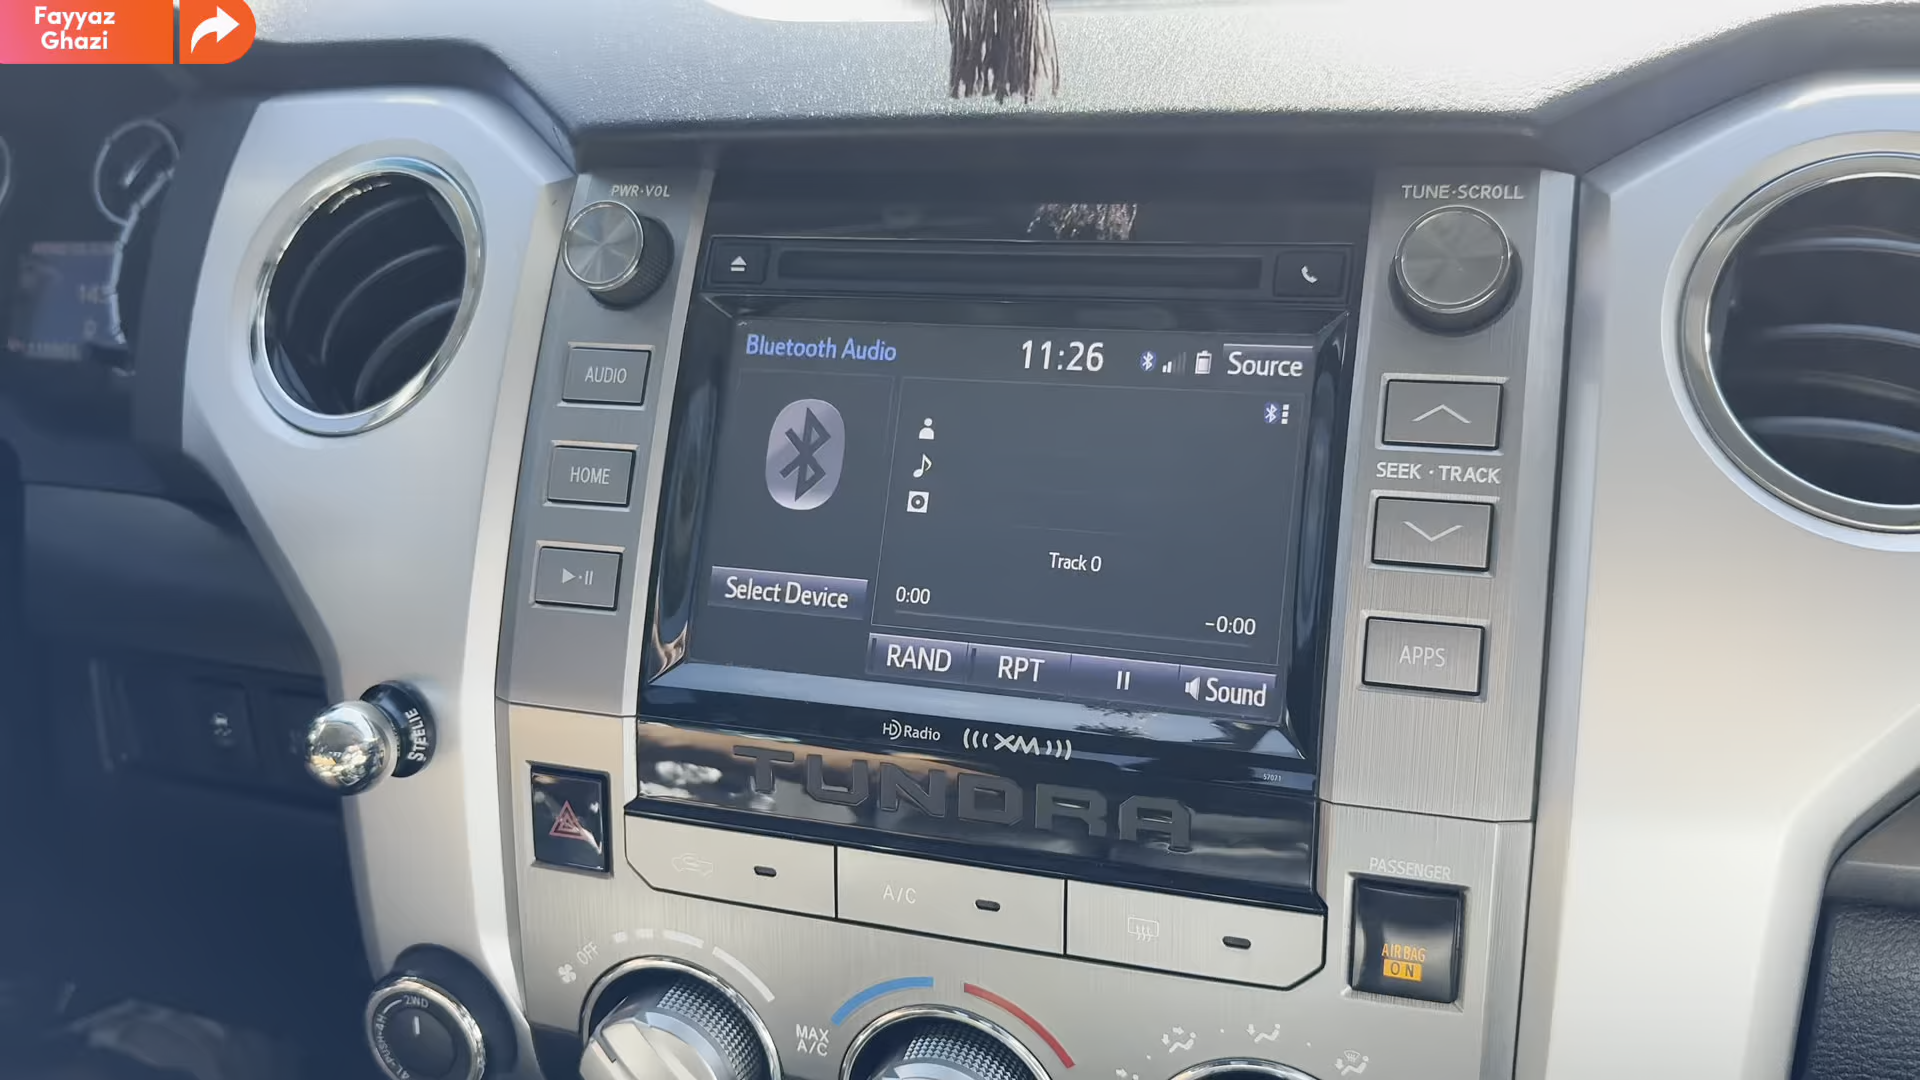 Fayyaz
Ghazi
PWR·VOL
TUNE·SCROLL
AUDIO
HOME
Bluetooth Audio
11:26
Source
SEEK · TRACK
Track 0
0:00
-0:00
Select Device
RAND
RPT
Sound
APPS
STEELIE
HD Radio
XM
TUNDRA
57071
PASSENGER
AIR BAG
ON
A/C
OFF
MAX
A/C
2WD